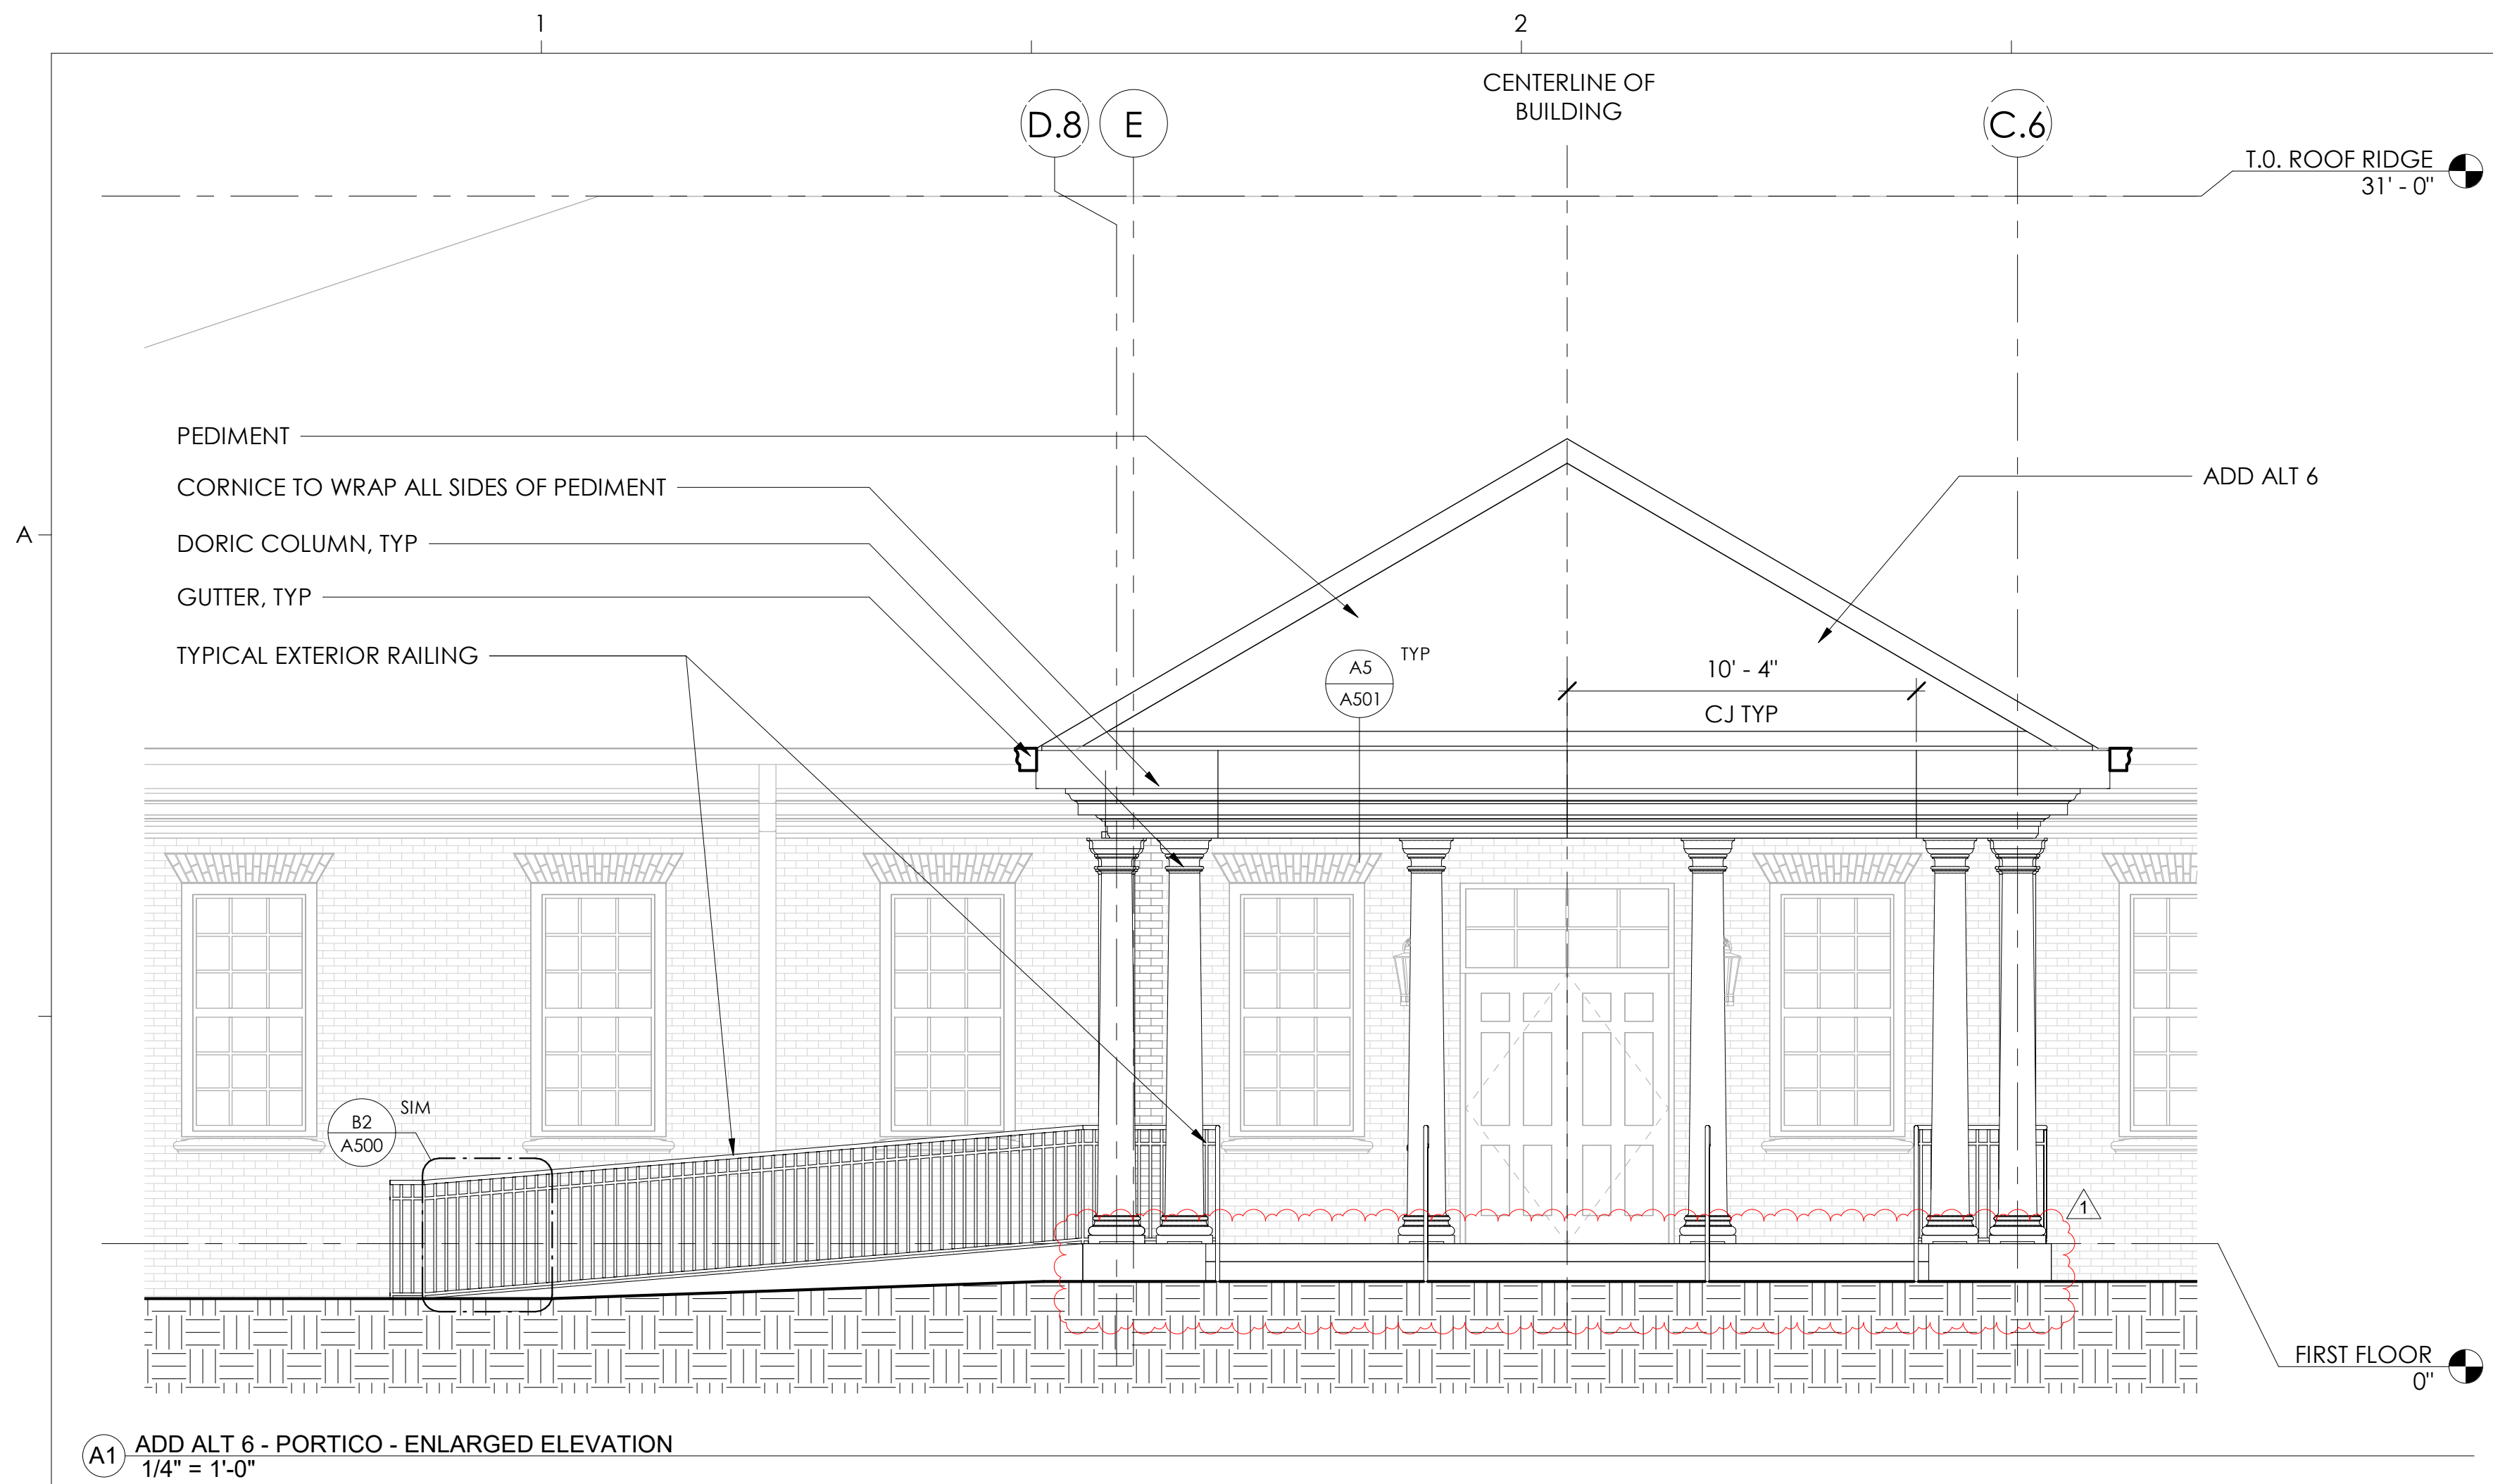 1
2
CENTERLINE OF
BUILDING
D.8
E
C.6
T.0. ROOF RIDGE
31' - 0"
PEDIMENT
CORNICE TO WRAP ALL SIDES OF PEDIMENT
ADD ALT 6
A
DORIC COLUMN, TYP
GUTTER, TYP
TYPICAL EXTERIOR RAILING
A5
A501
TYP
10' - 4"
CJ TYP
B2
A500
SIM
1
FIRST FLOOR
0"
A1
ADD ALT 6 - PORTICO - ENLARGED ELEVATION
1/4" = 1'-0"